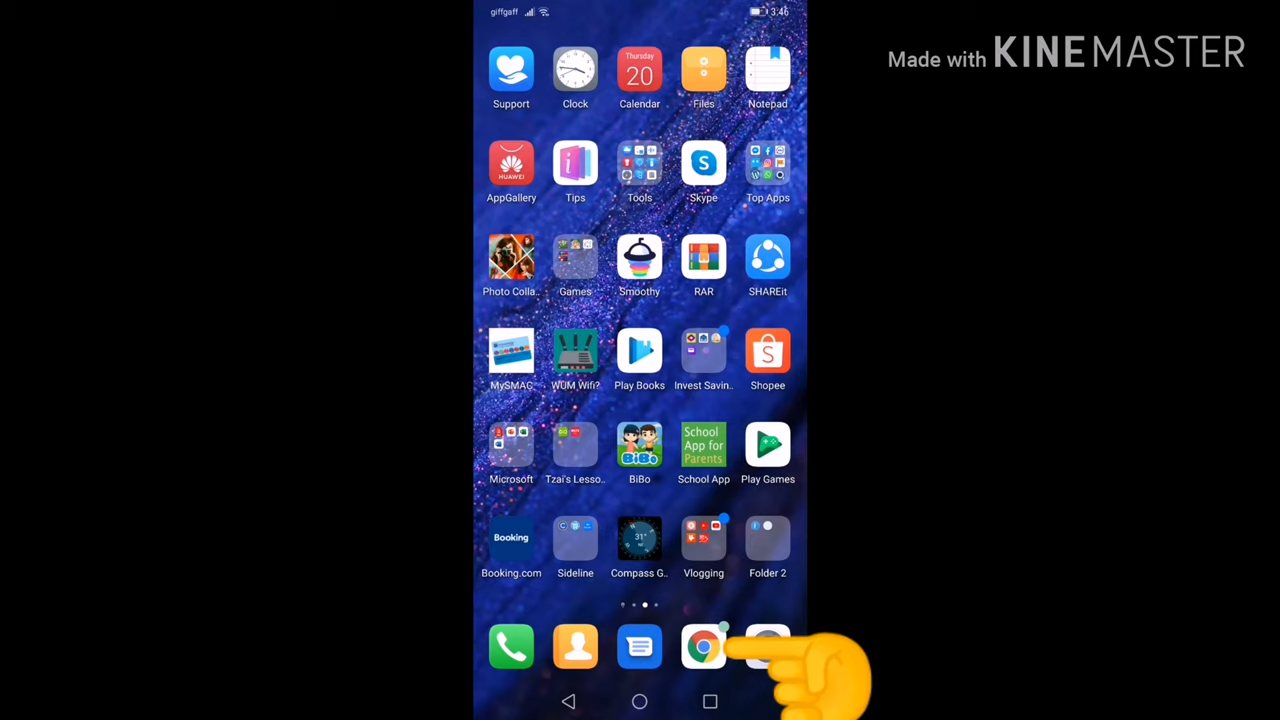 giffgaff
3:46
Made with KINEMASTER
Thursday
20
Support
Clock
Calendar
Files
Notepad
HUAWEI
AppGallery
Tips
Tools
Skype
Top Apps
Photo Colla..
Games
Smoothy
RAR
SHAREit
MySMAC
WUM Wifi?
Play Books
Invest Savin..
Shopee
School
App for
Parents
BiBo
Microsoft
Tzai's Lesso..
BiBo
School App
Play Games
Booking
31°
Booking.com
Sideline
Compass G..
Vlogging
Folder 2